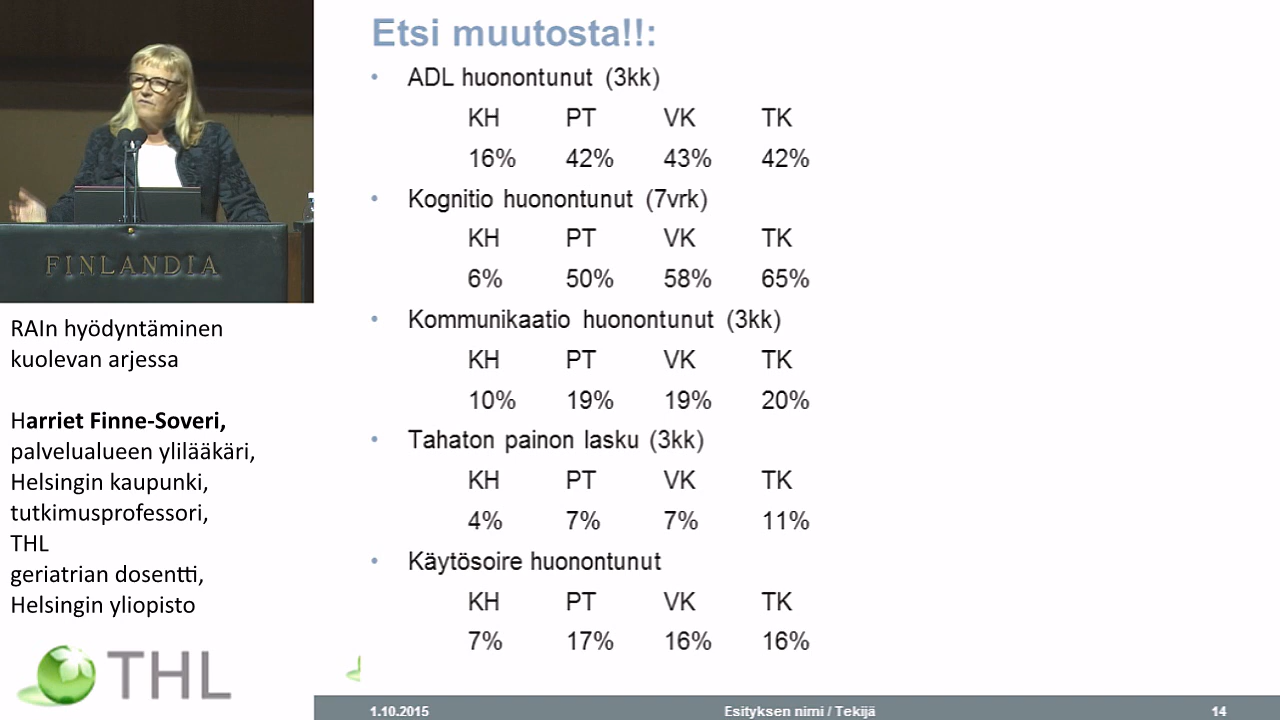 FINLANDIA
RAIn hyödyntäminen
kuolevan arjessa
Harriet Finne-Soveri,
palvelualueen ylilääkäri,
Helsingin kaupunki,
tutkimusprofessori,
THL
geriatrian dosentti,
Helsingin yliopisto
THL
Etsi muutosta!!:
• ADL huonontunut (3kk)
KH PT VK TK
16% 42% 43% 42%
• Kognitio huonontunut (7vrk)
KH PT VK TK
6% 50% 58% 65%
• Kommunikaatio huonontunut (3kk)
KH PT VK TK
10% 19% 19% 20%
• Tahaton painon lasku (3kk)
KH PT VK TK
4% 7% 7% 11%
• Käytösoire huonontunut
KH PT VK TK
7% 17% 16% 16%
1.10.2015 Esityksen nimi / Tekijä 14